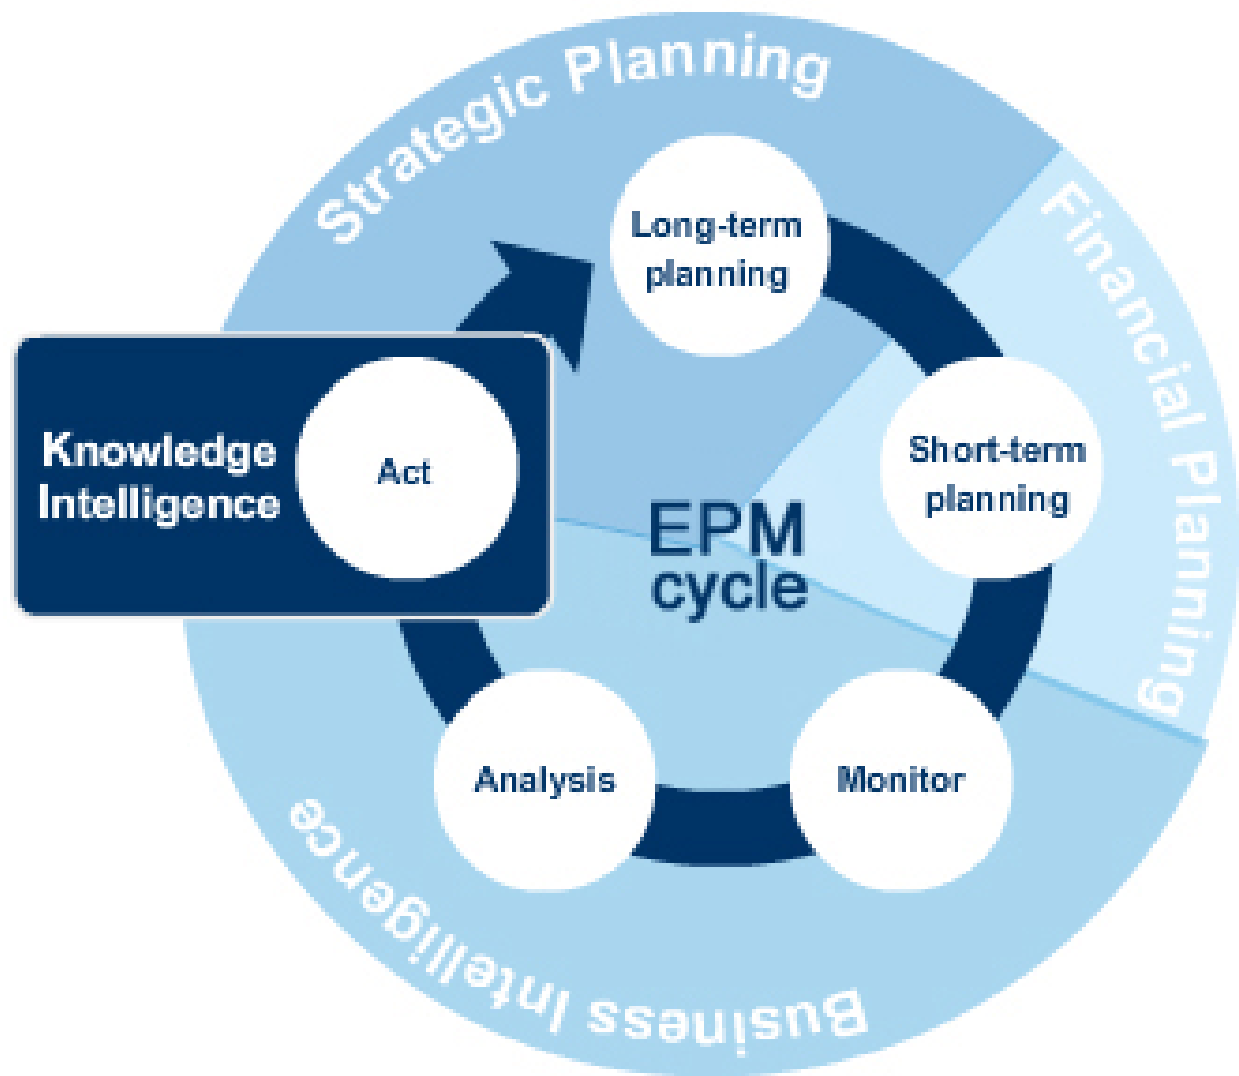 Strategic Planning
Financial Planning
Long-term
planning
Short-term
planning
Knowledge
Intelligence
Act
EPM
cycle
Analysis
Monitor
Business Intelligence